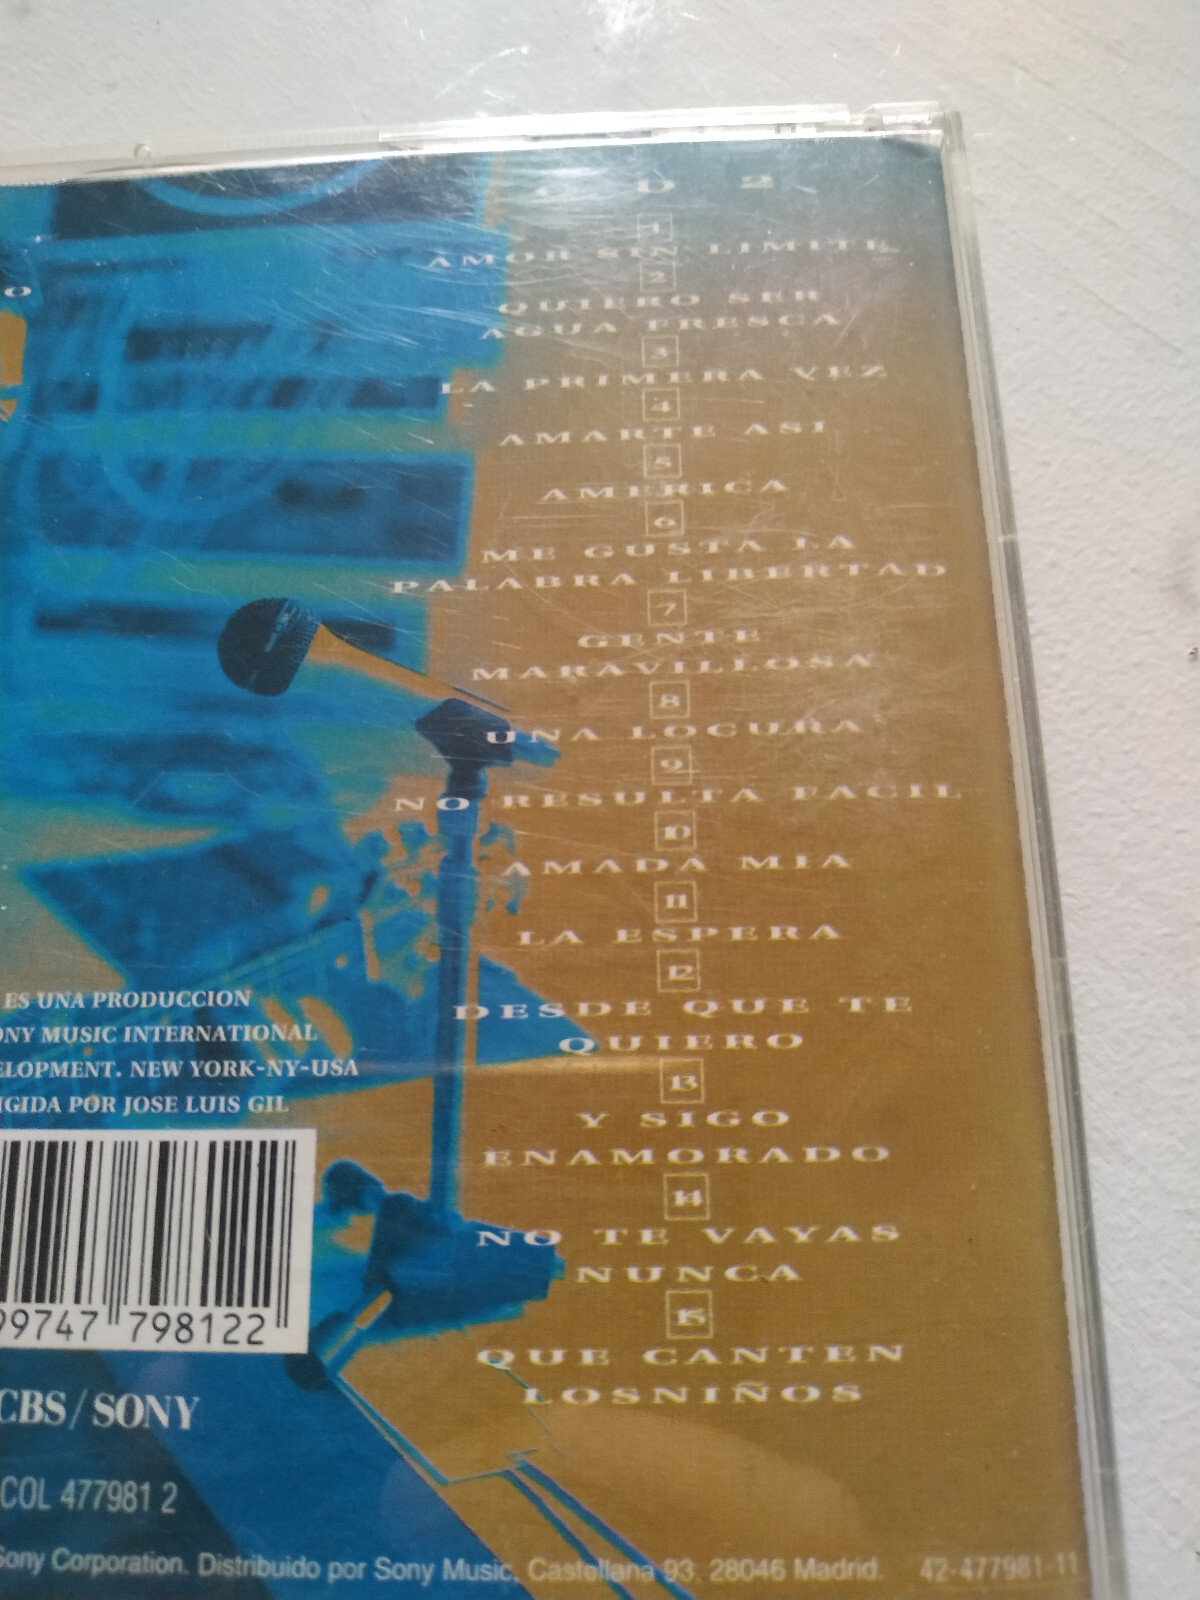 O
CD 2
1
AMOR SIN LIMITE
2
QUIERO SER
AGUA FRESCA
3
LA PRIMERA VEZ
4
AMARTE ASI
5
AMERICA
6
ME GUSTA LA
PALABRA LIBERTAD
7
GENTE
MARAVILLOSA
8
UNA LOCURA
9
NO RESULTA FACIL
10
AMADA MIA
11
LA ESPERA
12
DESDE QUE TE
QUIERO
13
Y SIGO
ENAMORADO
14
NO TE VAYAS
NUNCA
15
QUE CANTEN
LOSNIÑOS
ES UNA PRODUCCION
ONY MUSIC INTERNATIONAL
ELOPMENT. NEW YORK-NY-USA
IGIDA POR JOSE LUIS GIL
99747 798122
CBS/SONY
COL 477981 2
Sony Corporation. Distribuido por Sony Music, Castellana 93, 28046 Madrid. 42-477981-11